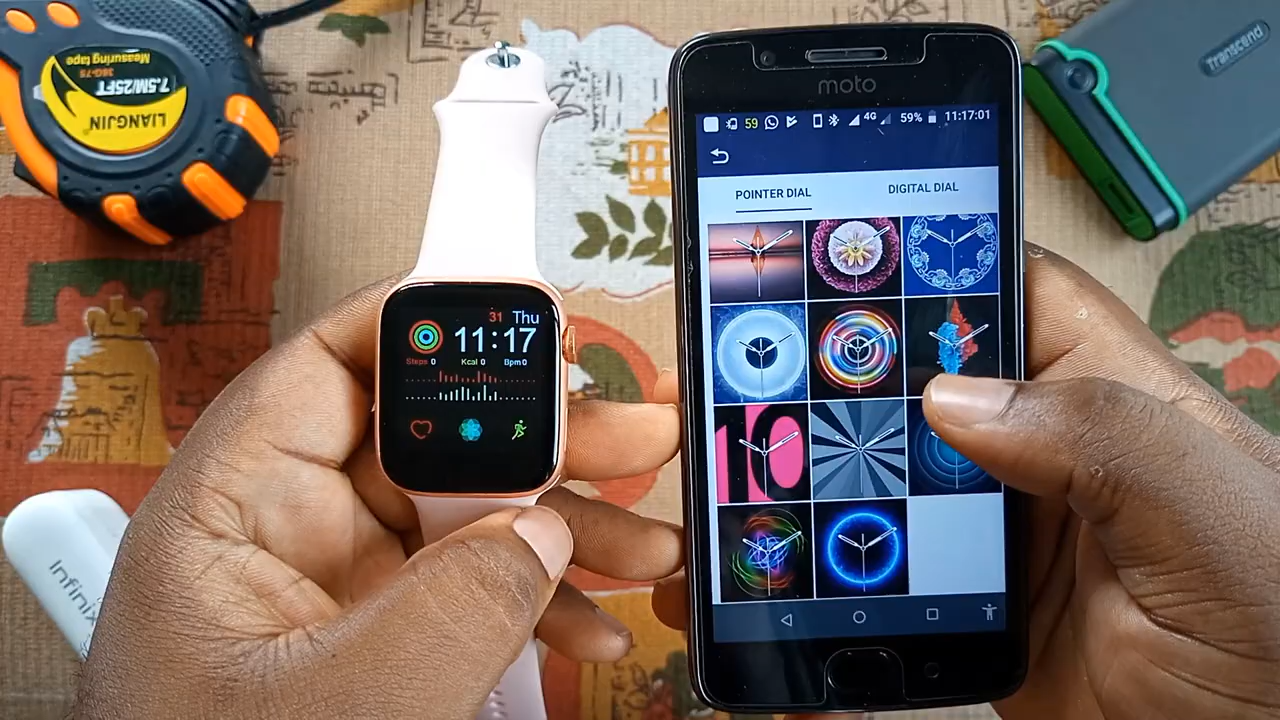 Measuring tape
36G-75
7.5M/25FT
LIANGJIN
Transcend
moto
59 4G 59% 11:17:01
POINTER DIAL DIGITAL DIAL
10
31 Thu
11:17
Steps 0 Kcal 0 Bpm 0
Infinix